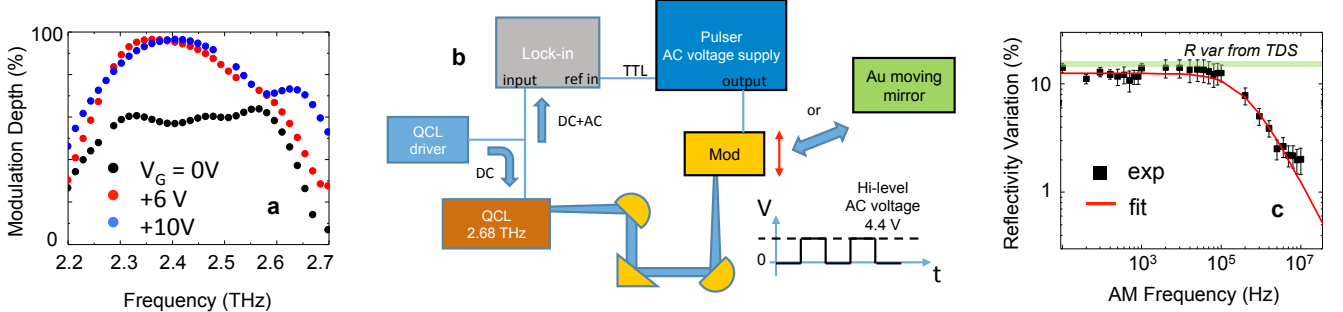 Modulation Depth (%)
100
0
2.2
2.3
2.4
2.5
2.6
2.7
Frequency (THz)
V_G = 0V
+6 V
+10V
a
b
Lock-in
input
ref in
TTL
Pulser
AC voltage supply
output
Au moving
mirror
or
DC+AC
QCL
driver
DC
Mod
QCL
2.68 THz
Hi-level
AC voltage
4.4 V
V
0
t
Reflectivity Variation (%)
R var from TDS
10
1
exp
fit
c
10³
10⁵
10⁷
AM Frequency (Hz)